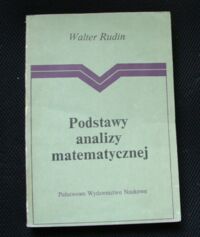 Walter Rudin
Podstawy
analizy
matematycznej
Państwowe Wydawnictwo Naukowe